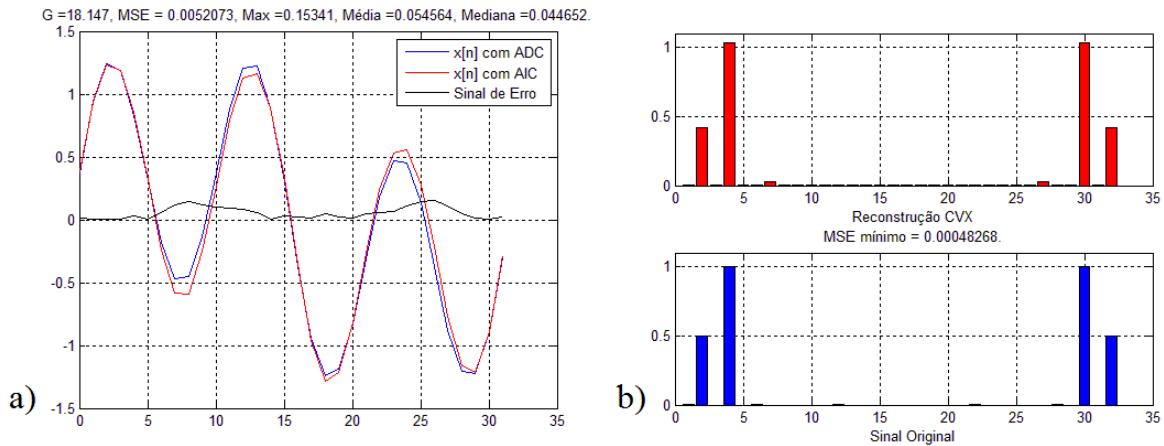 G =18.147, MSE = 0.0052073, Max =0.15341, Média =0.054564, Mediana =0.044652.
1.5
1
0.5
0
-0.5
-1
-1.5
0 5 10 15 20 25 30 35
x[n] com ADC
x[n] com AIC
Sinal de Erro
a)
1
0.5
0
0 5 10 15 20 25 30 35
Reconstrução CVX
MSE mínimo = 0.00048268.
1
0.5
0
0 5 10 15 20 25 30 35
Sinal Original
b)